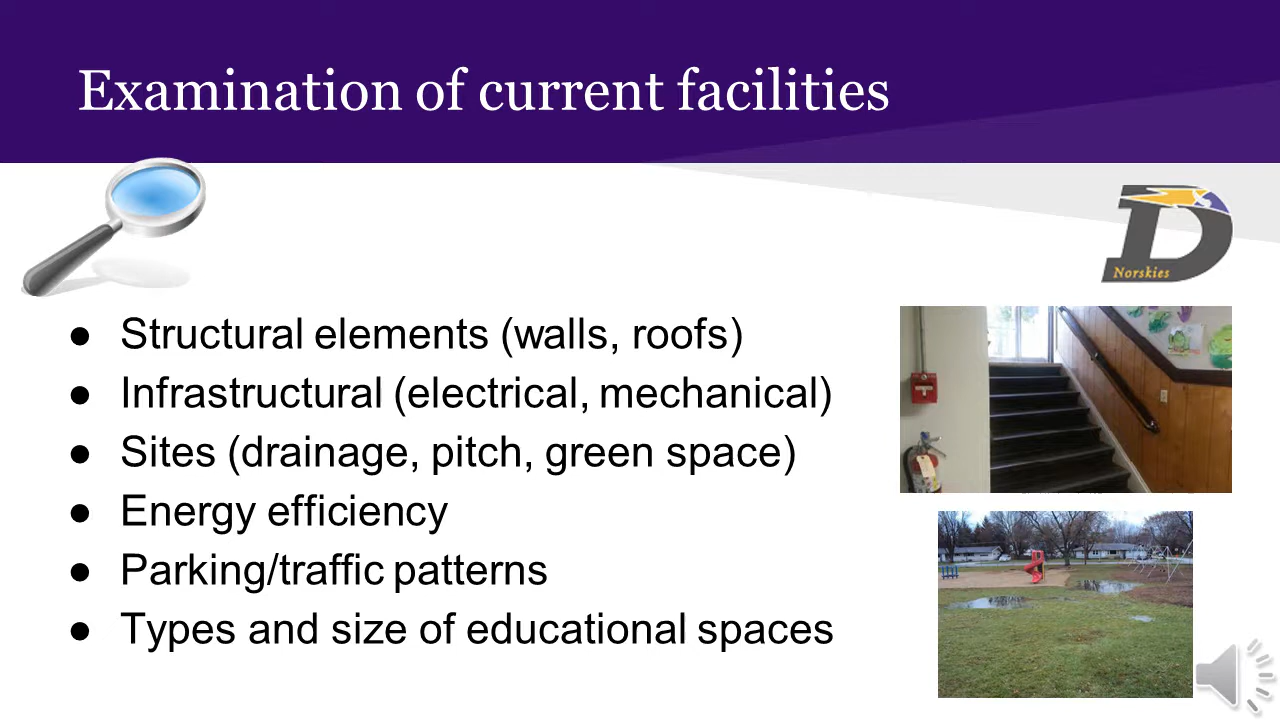 Examination of current facilities
Norskies
● Structural elements (walls, roofs)
● Infrastructural (electrical, mechanical)
● Sites (drainage, pitch, green space)
● Energy efficiency
● Parking/traffic patterns
● Types and size of educational spaces